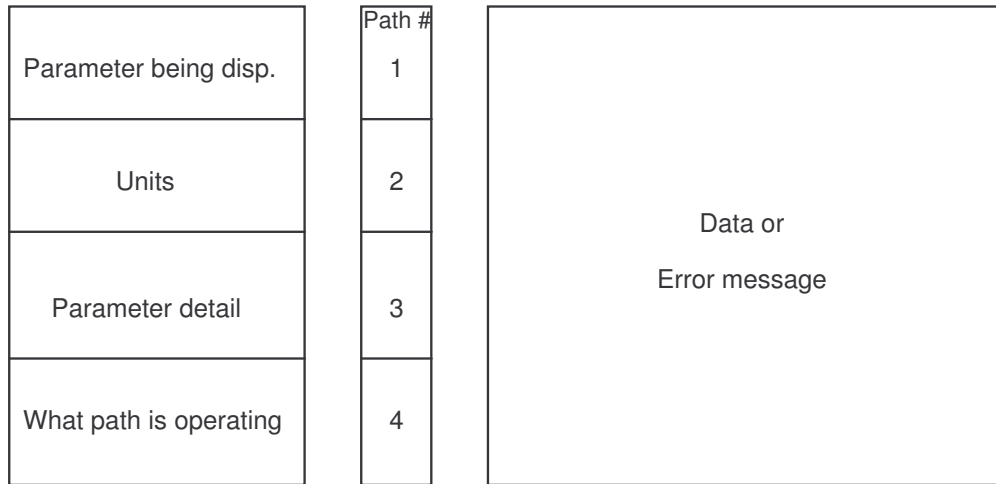 Path #
Parameter being disp.
1
Units
2
Parameter detail
3
What path is operating
4
Data or
Error message